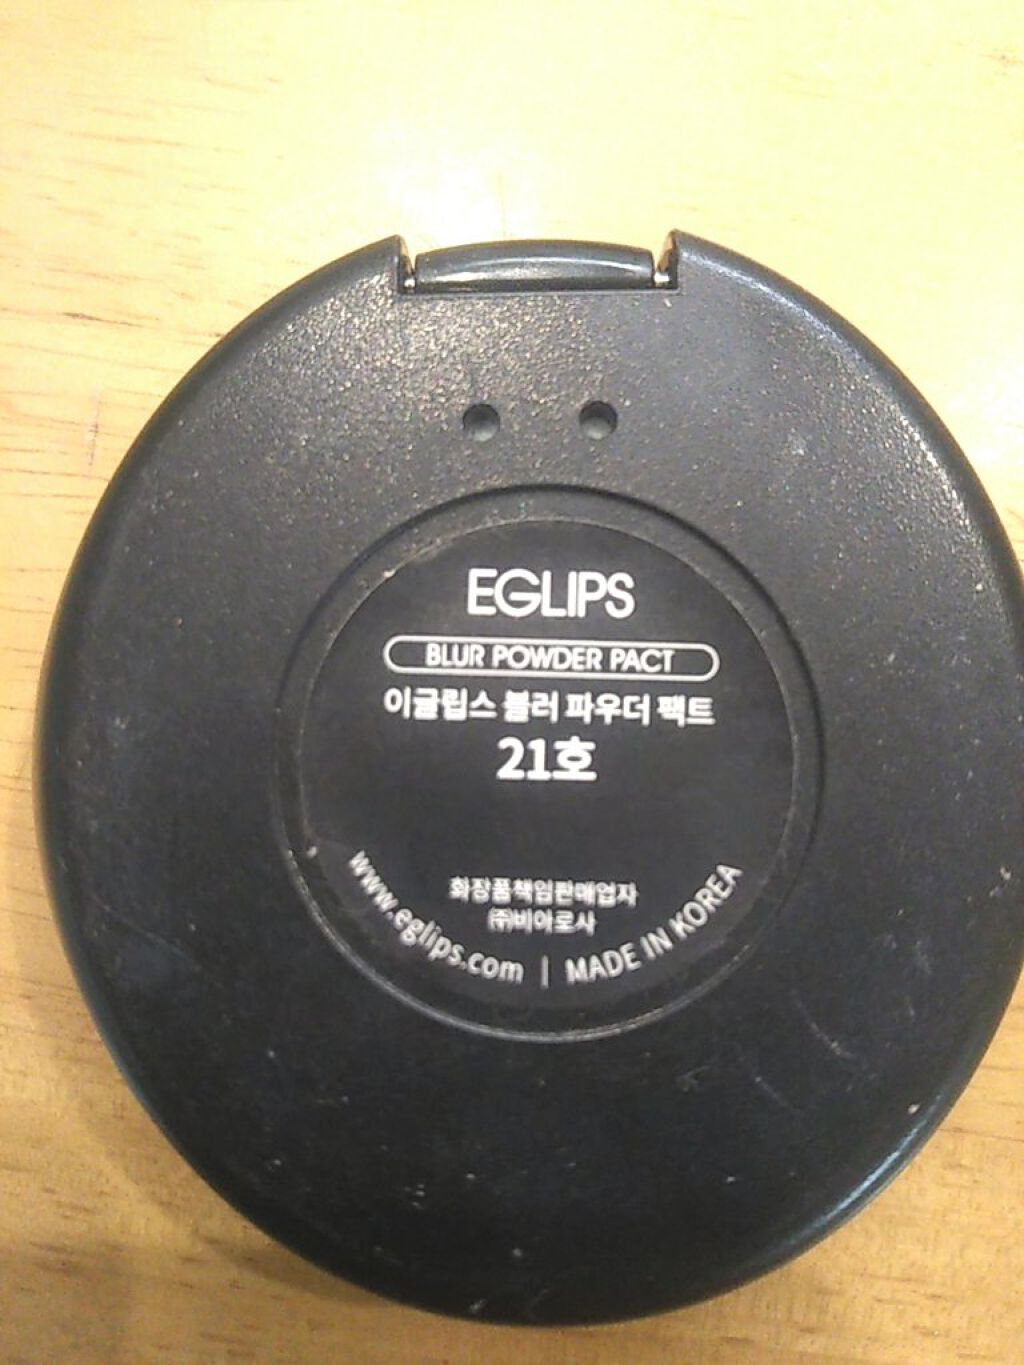 EGLIPS
BLUR POWDER PACT
이글립스 블러 파우더 팩트
21호
화장품책임판매업자
㈜비아로사
www.eglips.com | MADE IN KOREA